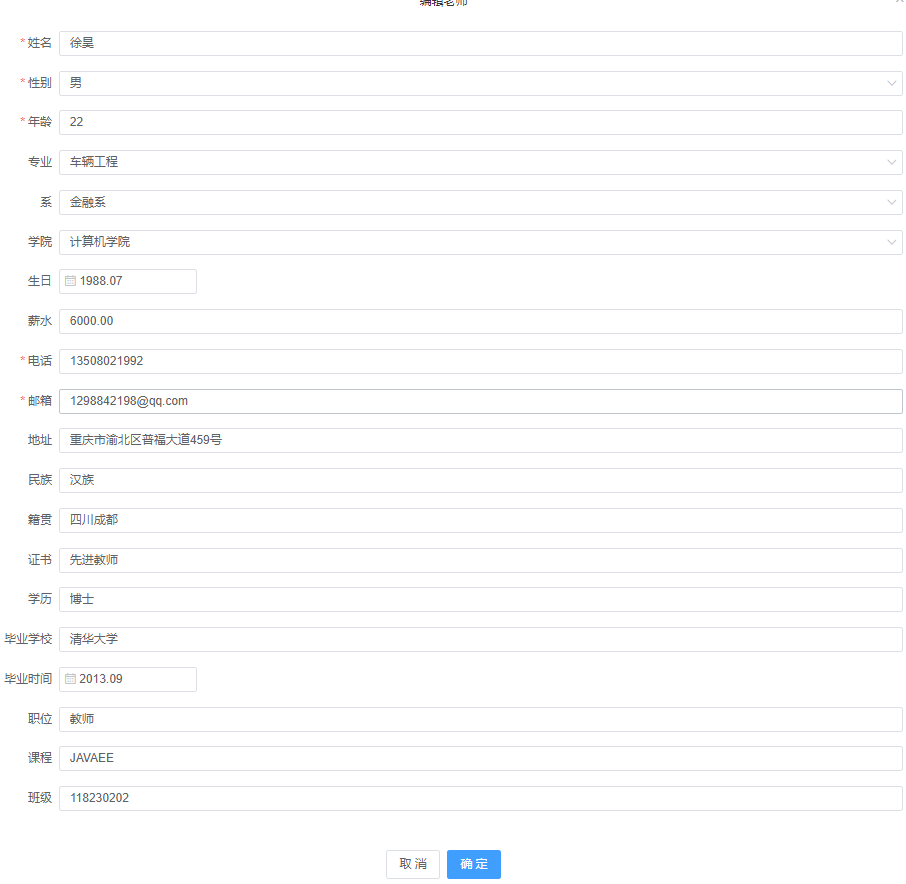 编辑老师
* 姓名 徐昊
* 性别 男
* 年龄 22
专业 车辆工程
系 金融系
学院 计算机学院
生日 1988.07
薪水 6000.00
* 电话 13508021992
* 邮箱 1298842198@qq.com
地址 重庆市渝北区普福大道459号
民族 汉族
籍贯 四川成都
证书 先进教师
学历 博士
毕业学校 清华大学
毕业时间 2013.09
职位 教师
课程 JAVAEE
班级 118230202
取 消 确 定